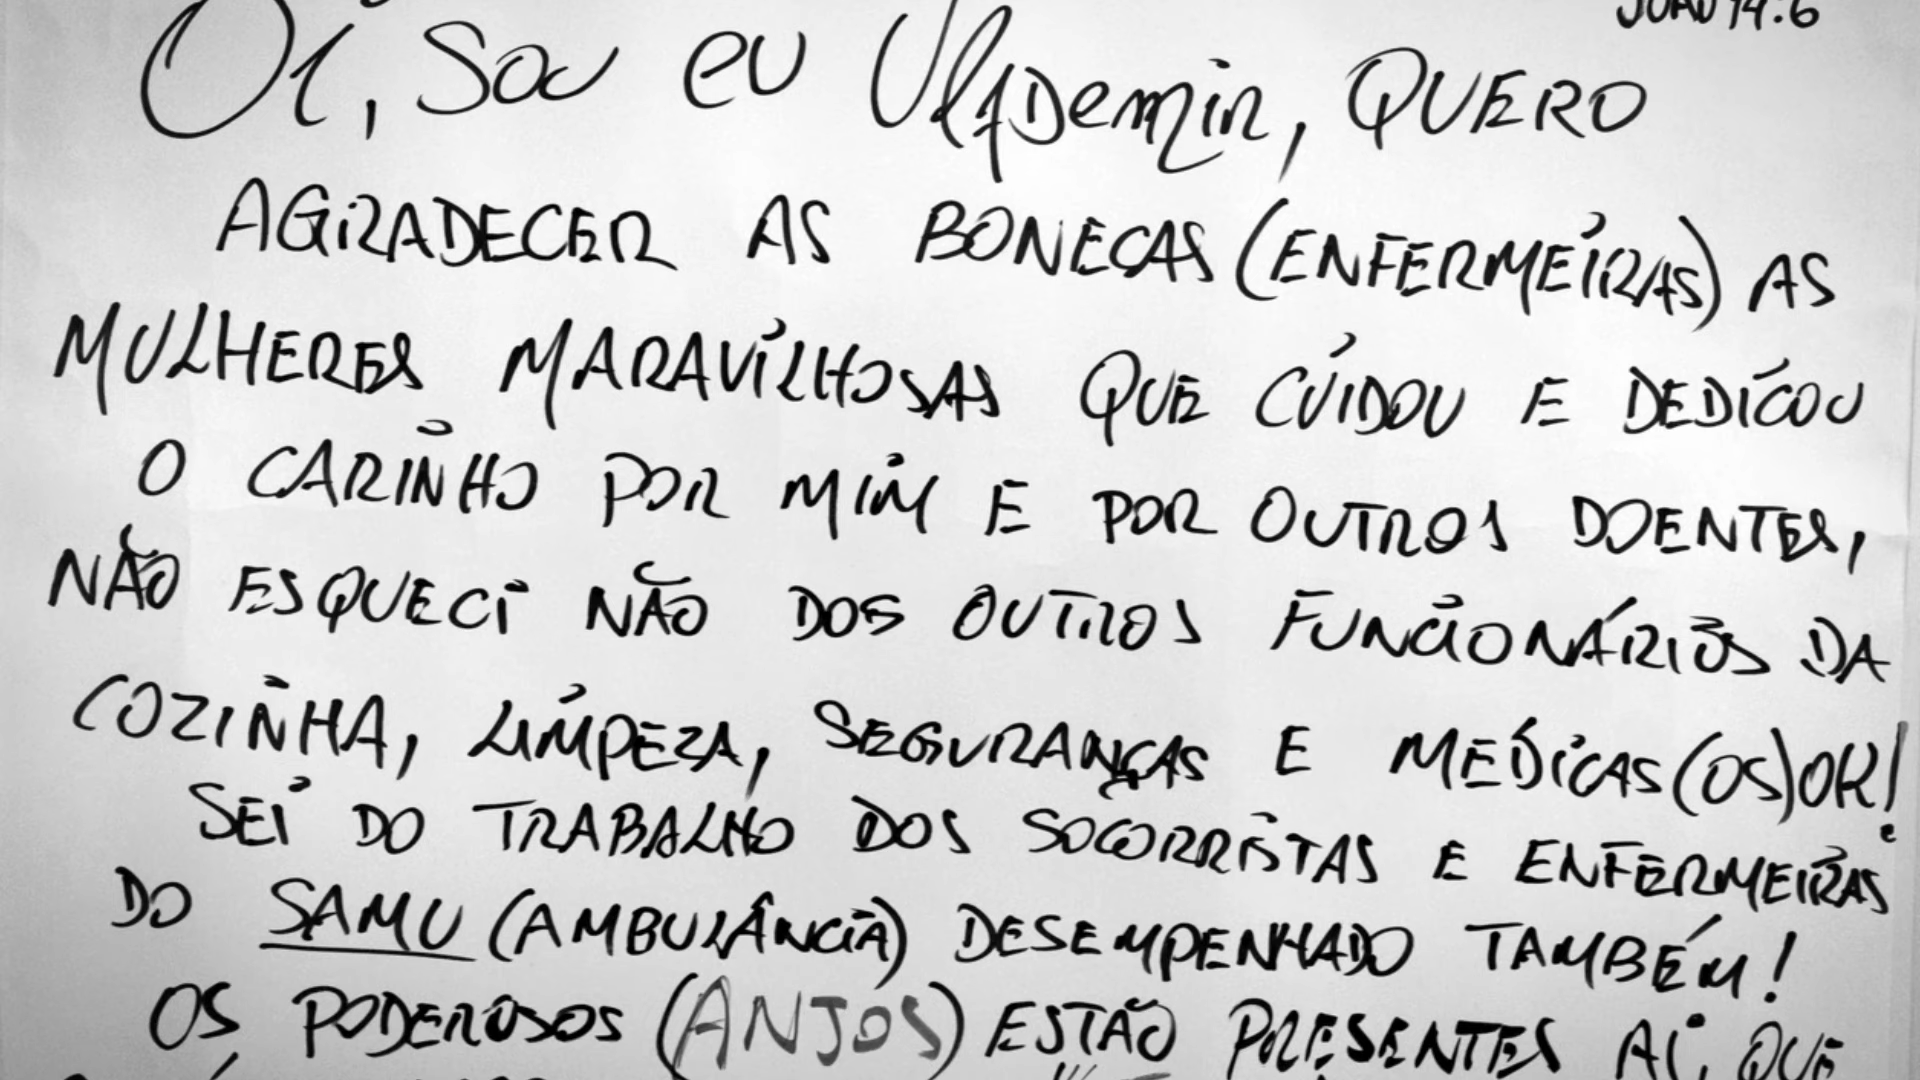 JOÃO 14:6
Oi, Sou eu Vlademir, QUERO
AGRADECER AS BONECAS (ENFERMEIRAS) AS
MULHERES MARAVILHOSAS QUE CUIDOU E DEDICOU
O CARINHO POR MIM E POR OUTROS DOENTES,
NÃO ESQUECI NÃO DOS OUTROS FUNCIONÁRIOS DA
COZINHA, LIMPEZA, SEGURANÇAS E MÉDICAS(OS) OK!
SEI DO TRABALHO DOS SOCORRISTAS E ENFERMEIRAS
DO SAMU (AMBULÂNCIA) DESEMPENHADO TAMBÉM!
OS PODEROSOS (ANJOS) ESTÃO PRESENTES AÍ, QUE